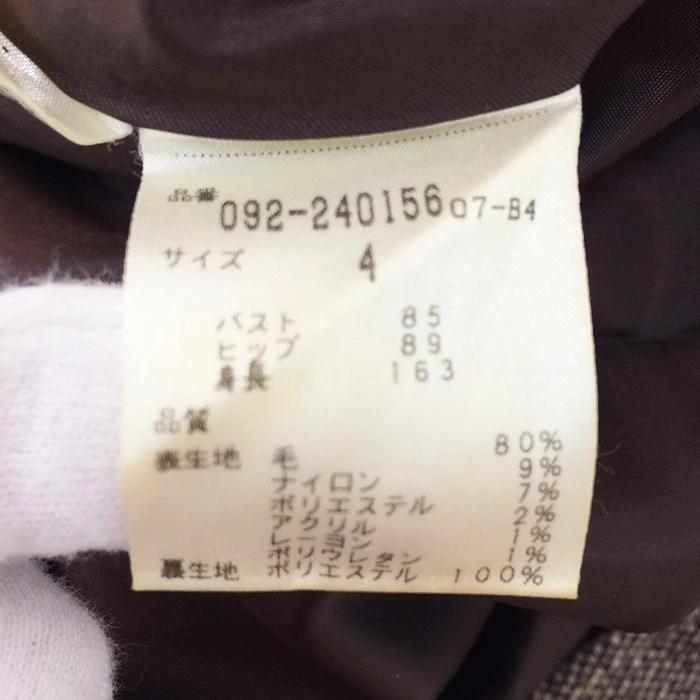 品番 092-240156 07-B4
サイズ 4
バスト 85
ヒップ 89
身長 163
品質
表生地 毛 80%
ナイロン 9%
ポリエステル 7%
アクリル 2%
レーヨン 1%
ポリウレタン 1%
裏生地 ポリエステル 100%